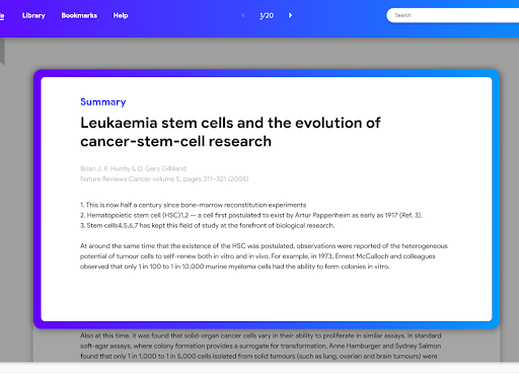 Library Bookmarks Help 1/20 Search
Summary
Leukaemia stem cells and the evolution of
cancer-stem-cell research
Brian J. P. Huntly & D. Gary Gilliland
Nature Reviews Cancer volume 5, pages 311–321 (2005)
1. This is now half a century since bone-marrow reconstitution experiments
2. Hematopoietic stem cell (HSC)1,2 — a cell first postulated to exist by Artur Pappenheim as early as 1917 (Ref. 3).
3. Stem cells4,5,6,7 has kept this field of study at the forefront of biological research.
At around the same time that the existence of the HSC was postulated, observations were reported of the heterogeneous
potential of tumour cells to self-renew both in vitro and in vivo. For example, in 1973, Ernest McCulloch and colleagues
observed that only 1 in 100 to 1 in 10,000 murine myeloma cells had the ability to form colonies in vitro.
Also at this time, it was found that solid-organ cancer cells vary in their ability to proliferate in similar assays. In standard
soft-agar assays, where colony formation provides a surrogate for transformation, Anne Hamburger and Sydney Salmon
found that only 1 in 1,000 to 1 in 5,000 cells isolated from solid tumours (such as lung, ovarian and brain tumours) were